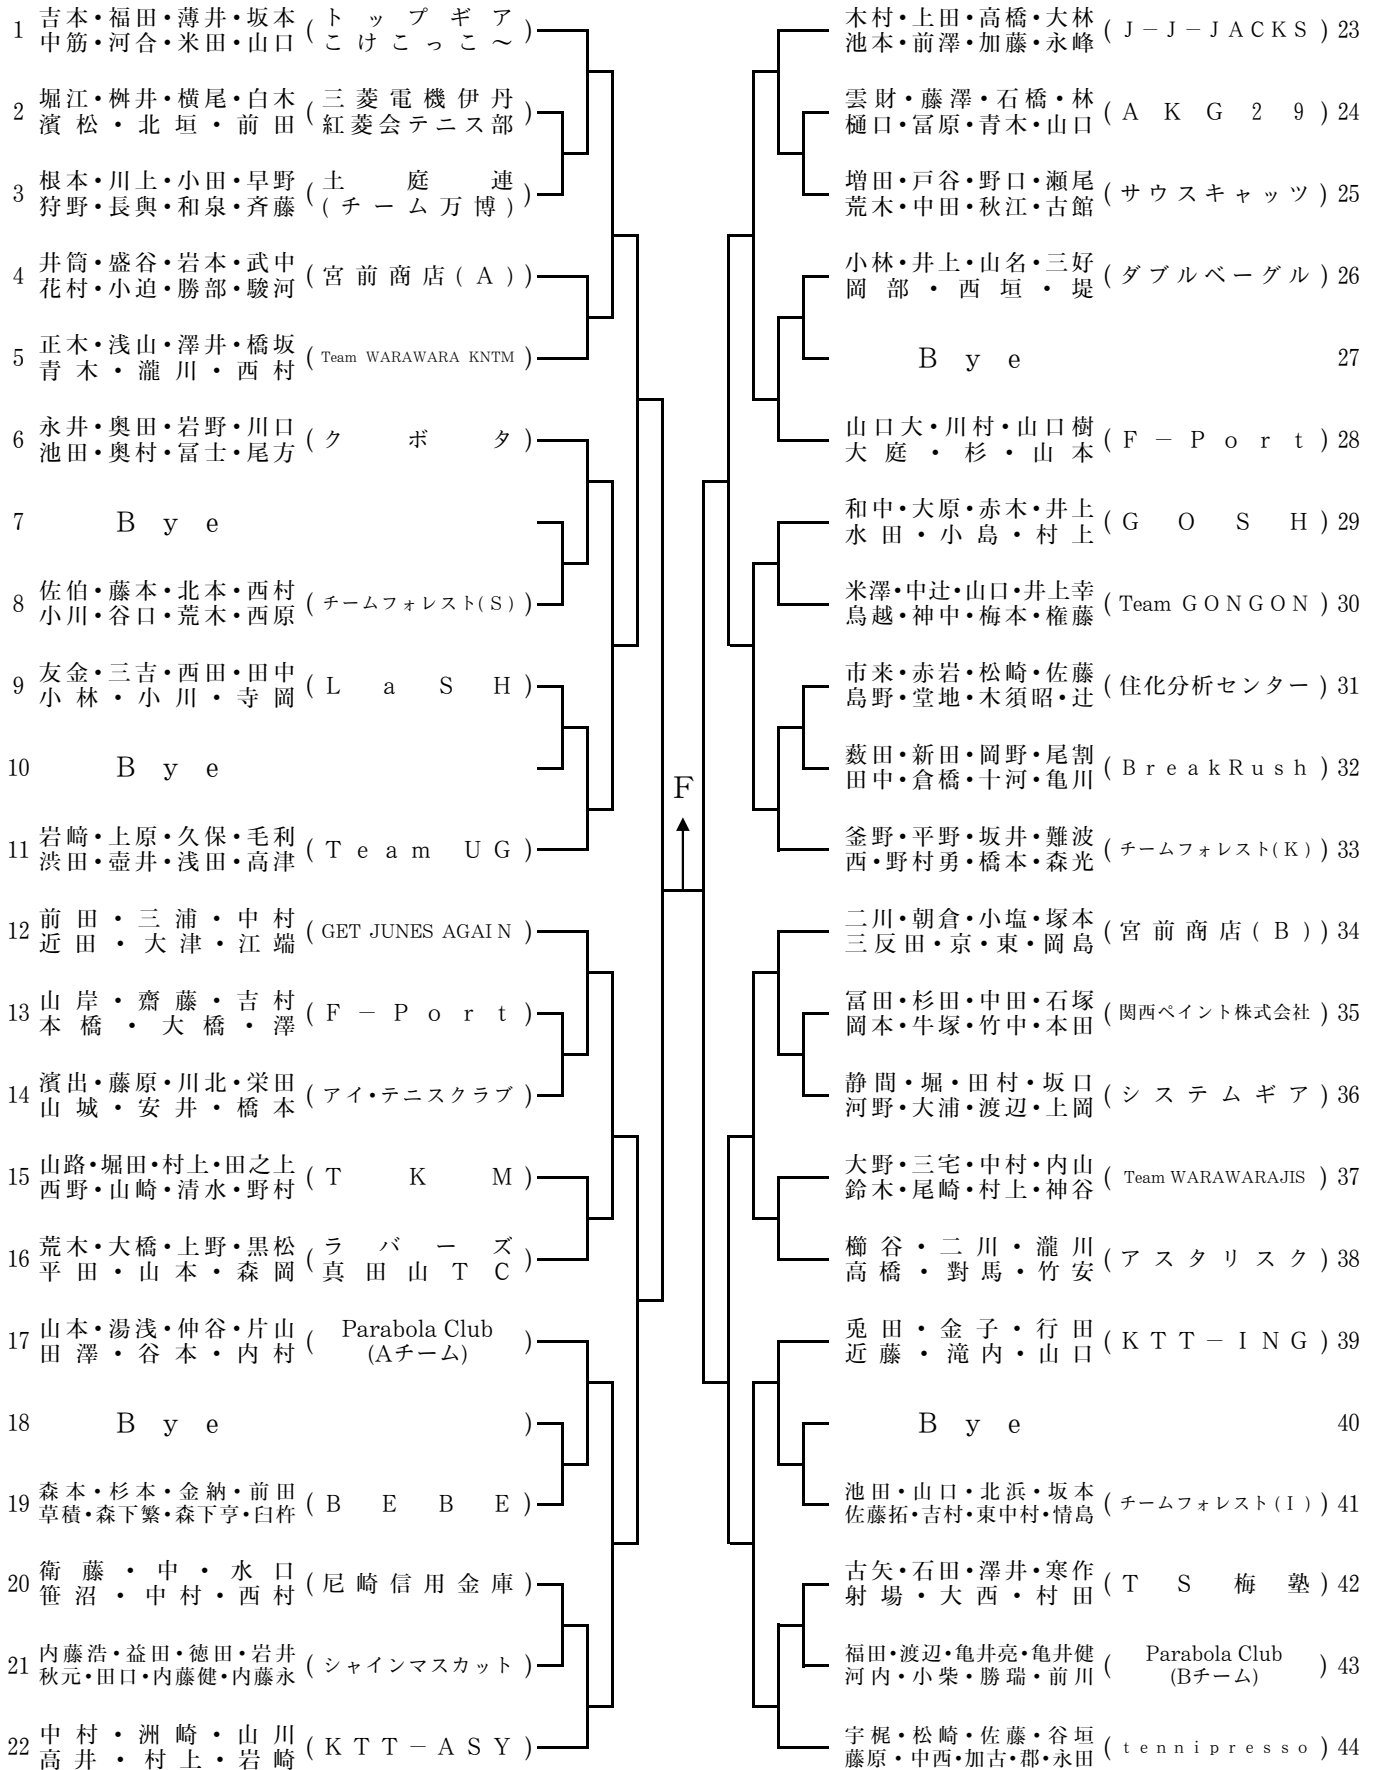 1 吉本・福田・薄井・坂本 (トップギア
中筋・河合・米田・山口 こけこっこ～)
2 堀江・桝井・横尾・白木 (三菱電機伊丹
濱松・北垣・前田 紅菱会テニス部)
3 根本・川上・小田・早野 (土庭連
狩野・長與・和泉・斉藤 (チーム万博))
4 井筒・盛谷・岩本・武中 (宮前商店(A))
花村・小迫・勝部・駿河
5 正木・浅山・澤井・橋坂 (Team WARAWARA KNTM)
青木・瀧川・西村
6 永井・奥田・岩野・川口 (クボタ)
池田・奥村・冨士・尾方
7 Bye
8 佐伯・藤本・北本・西村 (チームフォレスト(S))
小川・谷口・荒木・西原
9 友金・三吉・西田・田中 (LaSH)
小林・小川・寺岡
10 Bye
11 岩﨑・上原・久保・毛利 (Team UG)
渋田・壺井・浅田・高津
12 前田・三浦・中村 (GET JUNES AGAIN)
近田・大津・江端
13 山岸・齋藤・吉村 (F－Port)
本橋・大橋・澤
14 濱出・藤原・川北・栄田 (アイ・テニスクラブ)
山城・安井・橋本
15 山路・堀田・村上・田之上 (TKM)
西野・山崎・清水・野村
16 荒木・大橋・上野・黒松 (ラバーズ
平田・山本・森岡 真田山TC)
17 山本・湯浅・仲谷・片山 (Parabola Club
田澤・谷本・内村 (Aチーム))
18 Bye )
19 森本・杉本・金納・前田 (BEBE)
草積・森下繁・森下亨・臼杵
20 衛藤・中・水口 (尼崎信用金庫)
笹沼・中村・西村
21 内藤浩・益田・徳田・岩井 (シャインマスカット)
秋元・田口・内藤健・内藤永
22 中村・洲崎・山川 (KTT－ASY)
高井・村上・岩崎
F
木村・上田・高橋・大林 (J－J－JACKS) 23
池本・前澤・加藤・永峰
雲財・藤澤・石橋・林 (AKG29) 24
樋口・冨原・青木・山口
増田・戸谷・野口・瀬尾 (サウスキャッツ) 25
荒木・中田・秋江・古館
小林・井上・山名・三好 (ダブルベーグル) 26
岡部・西垣・堤
Bye 27
山口大・川村・山口樹 (F－Port) 28
大庭・杉・山本
和中・大原・赤木・井上 (GOSH) 29
水田・小島・村上
米澤・中辻・山口・井上幸 (Team GONGON) 30
鳥越・神中・梅本・権藤
市来・赤岩・松崎・佐藤 (住化分析センター) 31
島野・堂地・木須昭・辻
薮田・新田・岡野・尾割 (BreakRush) 32
田中・倉橋・十河・亀川
釜野・平野・坂井・難波 (チームフォレスト(K)) 33
西・野村勇・橋本・森光
二川・朝倉・小塩・塚本 (宮前商店(B)) 34
三反田・京・東・岡島
冨田・杉田・中田・石塚 (関西ペイント株式会社) 35
岡本・牛塚・竹中・本田
静間・堀・田村・坂口 (システムギア) 36
河野・大浦・渡辺・上岡
大野・三宅・中村・内山 (Team WARAWARAJIS) 37
鈴木・尾崎・村上・神谷
櫛谷・二川・瀧川 (アスタリスク) 38
高橋・對馬・竹安
兎田・金子・行田 (KTT－ING) 39
近藤・滝内・山口
Bye 40
池田・山口・北浜・坂本 (チームフォレスト(I)) 41
佐藤拓・吉村・東中村・情島
古矢・石田・澤井・寒作 (TS梅塾) 42
射場・大西・村田
福田・渡辺・亀井亮・亀井健 (Parabola Club
河内・小柴・勝瑞・前川 (Bチーム)) 43
宇梶・松崎・佐藤・谷垣 (tennipresso) 44
藤原・中西・加古・郡・永田